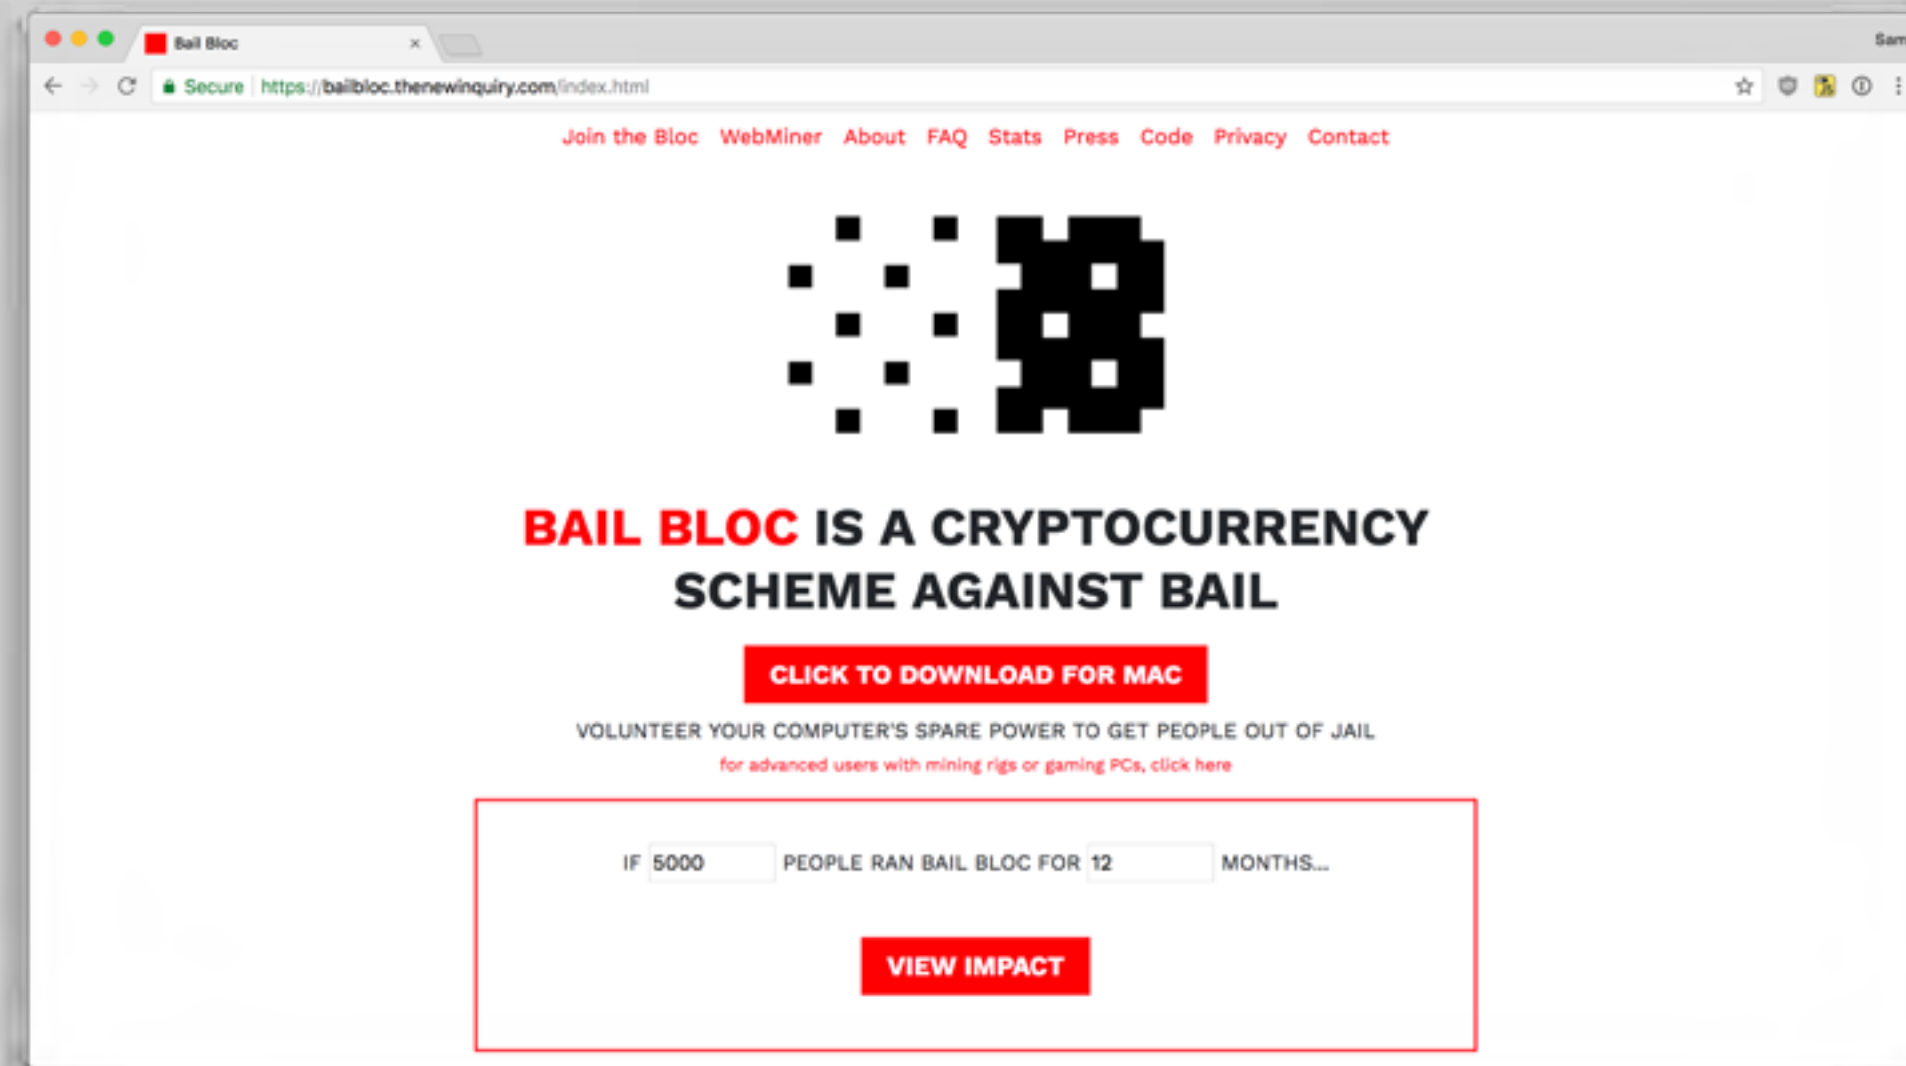 Bail Bloc
Sam
Secure https://bailbloc.thenewinquiry.com/index.html
Join the Bloc WebMiner About FAQ Stats Press Code Privacy Contact
B
BAIL BLOC IS A CRYPTOCURRENCY
SCHEME AGAINST BAIL
CLICK TO DOWNLOAD FOR MAC
VOLUNTEER YOUR COMPUTER'S SPARE POWER TO GET PEOPLE OUT OF JAIL
for advanced users with mining rigs or gaming PCs, click here
IF 5000 PEOPLE RAN BAIL BLOC FOR 12 MONTHS...
VIEW IMPACT